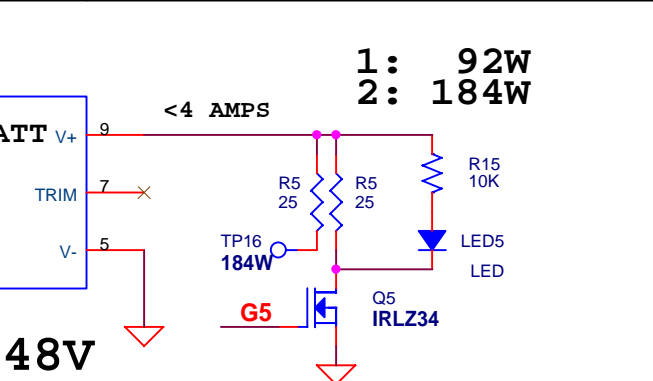 1: 92W
2: 184W
<4 AMPS
ATT V+
9
TRIM
7
V-
5
48V
R5
25
R5
25
R15
10K
TP16
184W
LED5
LED
G5
Q5
IRLZ34